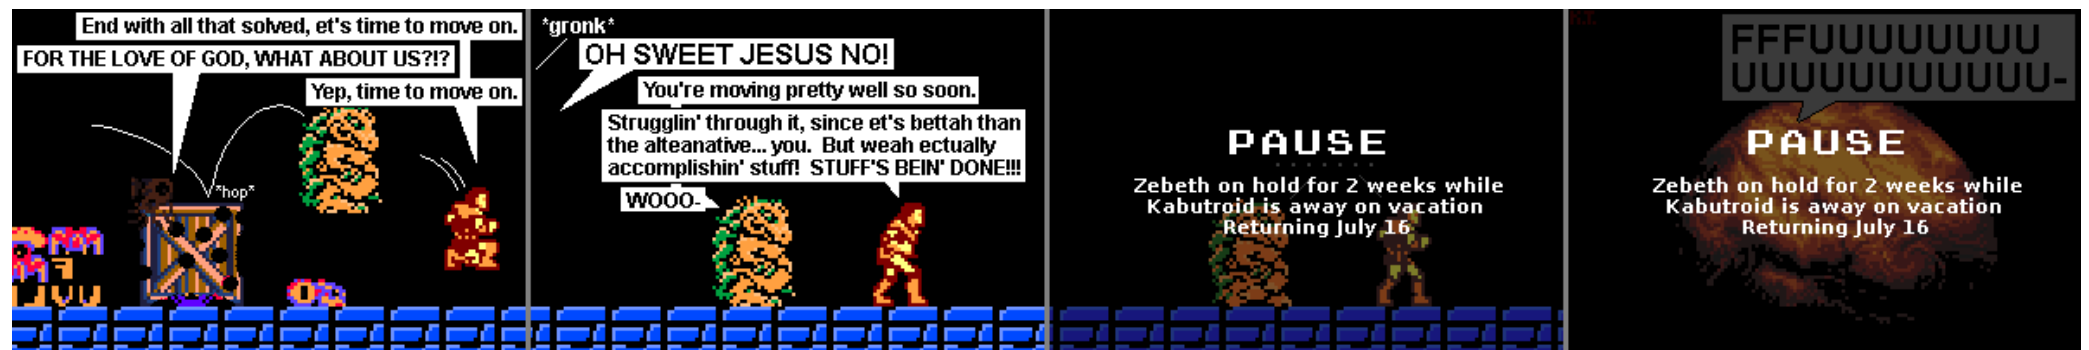 End with all that solved, et's time to move on.
FOR THE LOVE OF GOD, WHAT ABOUT US?!?
Yep, time to move on.
*hop*
*gronk*
OH SWEET JESUS NO!
You're moving pretty well so soon.
Strugglin' through it, since et's bettah than
the alteanative... you.  But weah ectually
accomplishin' stuff!  STUFF'S BEIN' DONE!!!
WOOO-
PAUSE
Zebeth on hold for 2 weeks while
Kabutroid is away on vacation
Returning July 16
FFFUUUUUUUUU
UUUUUUUUUUUU-
PAUSE
Zebeth on hold for 2 weeks while
Kabutroid is away on vacation
Returning July 16